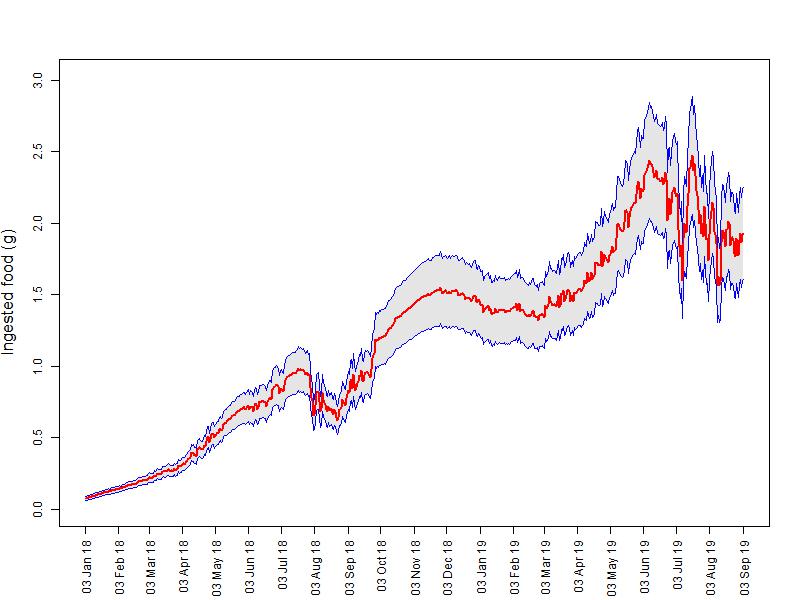 Ingested food (g)
3.0
2.5
2.0
1.5
1.0
0.5
0.0
03 Jan 18
03 Feb 18
03 Mar 18
03 Apr 18
03 May 18
03 Jun 18
03 Jul 18
03 Aug 18
03 Sep 18
03 Oct 18
03 Nov 18
03 Dec 18
03 Jan 19
03 Feb 19
03 Mar 19
03 Apr 19
03 May 19
03 Jun 19
03 Jul 19
03 Aug 19
03 Sep 19